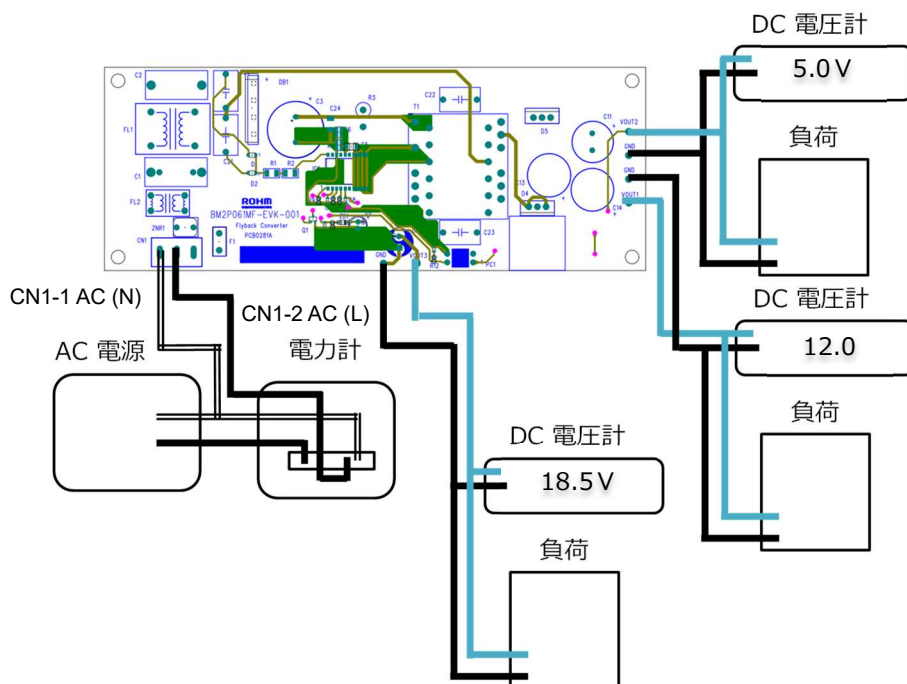 DC 電圧計
5.0 V
負荷
C2
DB1
C3
C24
R3
C22
T1
D5
C11
VOUT2
GND
GND
VOUT1
C14
FL1
C1
D2
R1
R2
C13
D4
FL2
ROHM
BM2P061MF-EVK-001
Flyback Converter
PCB0281A
ZNR1
CN1
F1
Q1
GND
VOUT3
R12
C23
PC1
CN1-1 AC (N)
CN1-2 AC (L)
AC 電源
電力計
DC 電圧計
12.0
負荷
DC 電圧計
18.5 V
負荷